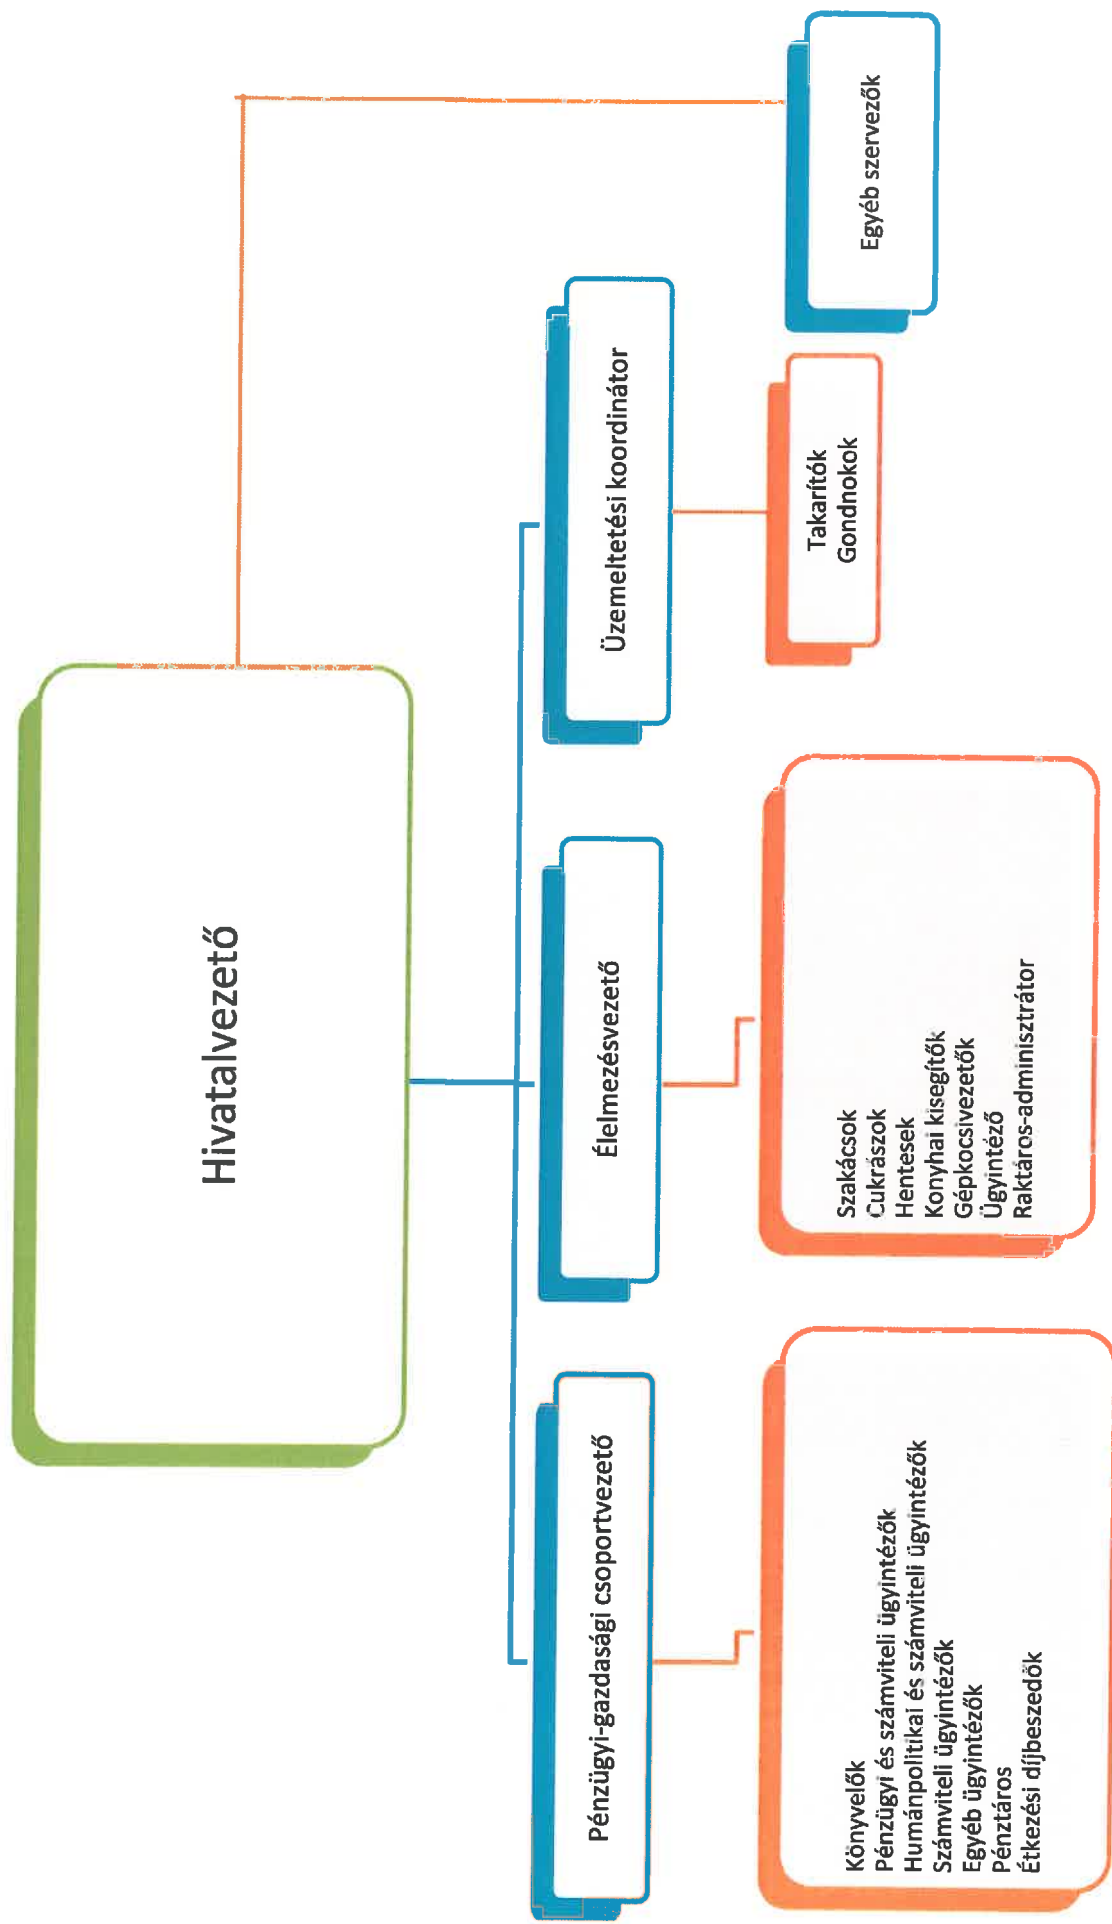 Hivatalvezető
Pénzügyi-gazdasági csoportvezető
Élelmezésvezető
Üzemeltetési koordinátor
Egyéb szervezők
Könyvelők
Pénzügyi és számviteli ügyintézők
Humánpolitikai és számviteli ügyintézők
Számviteli ügyintézők
Egyéb ügyintézők
Pénztáros
Étkezési díjbeszedők
Szakácsok
Cukrászok
Hentesek
Konyhai kisegítők
Gépkocsivezetők
Ügyintéző
Raktáros-adminisztrátor
Takarítók
Gondnokok